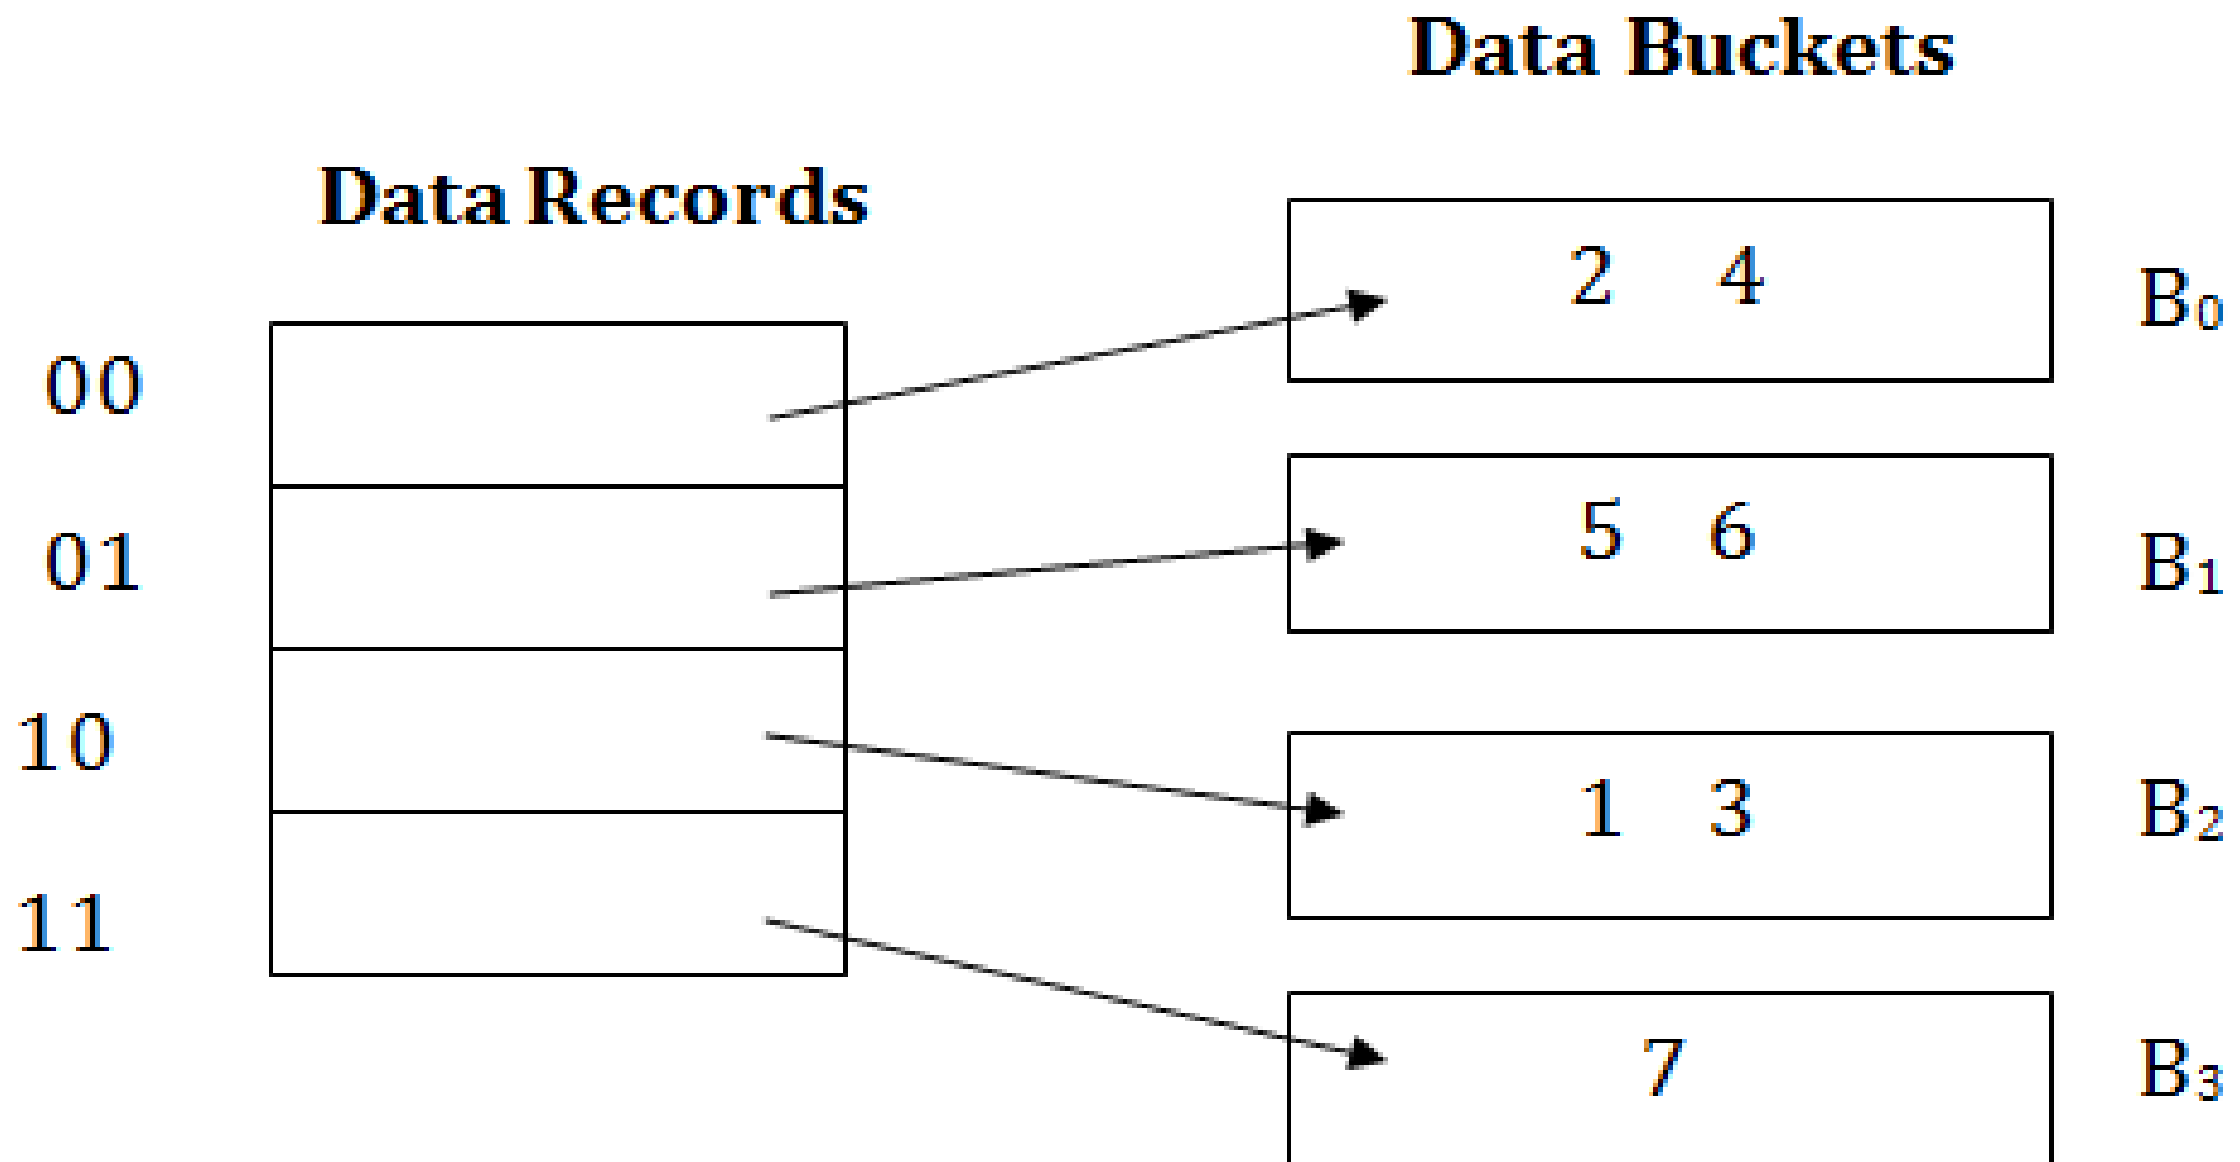 Data Buckets
Data Records
2 4
B₀
00
5 6
B₁
01
10
1 3
B₂
11
7
B₃